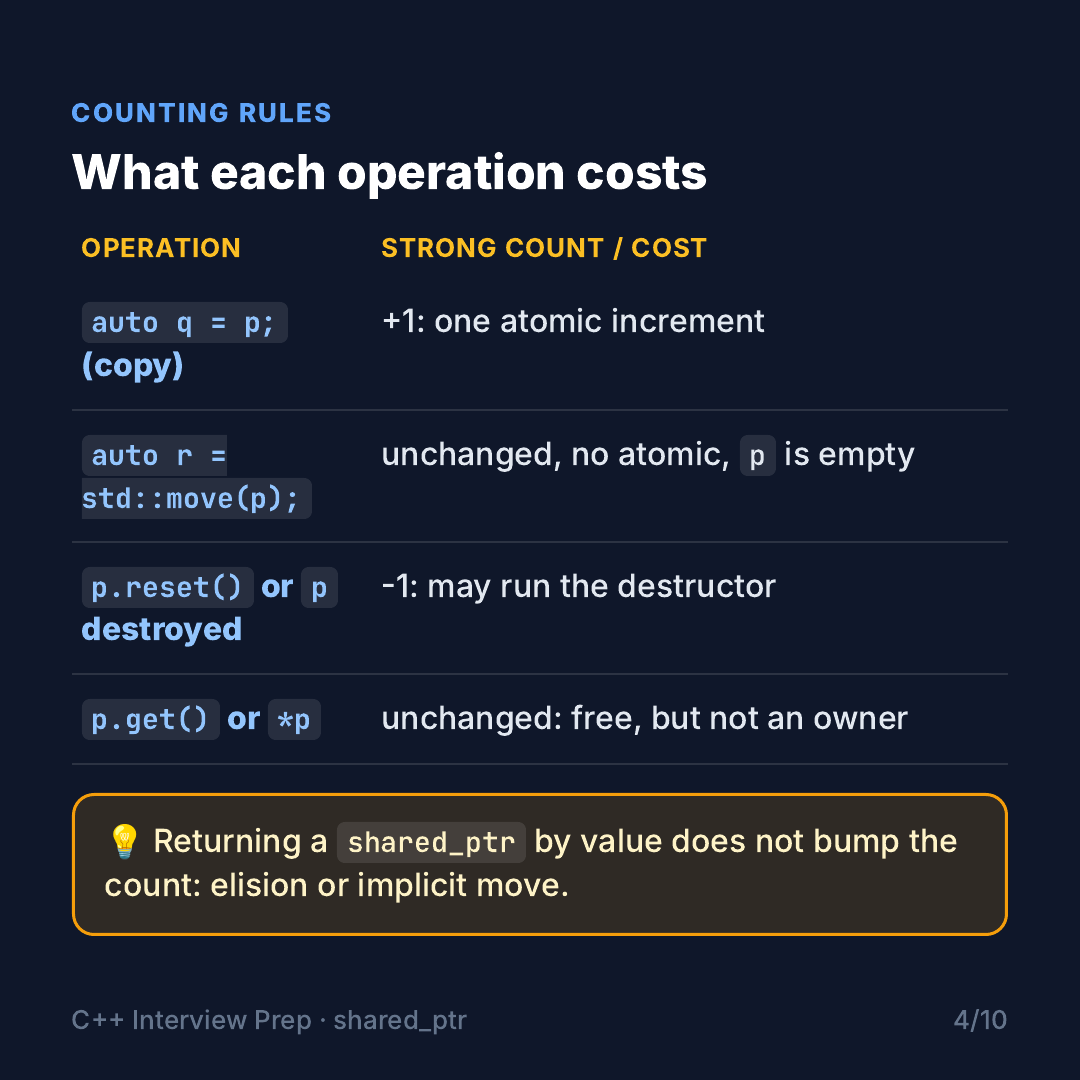 COUNTING RULES
What each operation costs
OPERATION
STRONG COUNT / COST
auto q = p;
(copy)
+1: one atomic increment
auto r =
std::move(p);
unchanged, no atomic, p is empty
p.reset() or p
destroyed
-1: may run the destructor
p.get() or *p
unchanged: free, but not an owner
💡 Returning a shared_ptr by value does not bump the
count: elision or implicit move.
C++ Interview Prep · shared_ptr
4/10